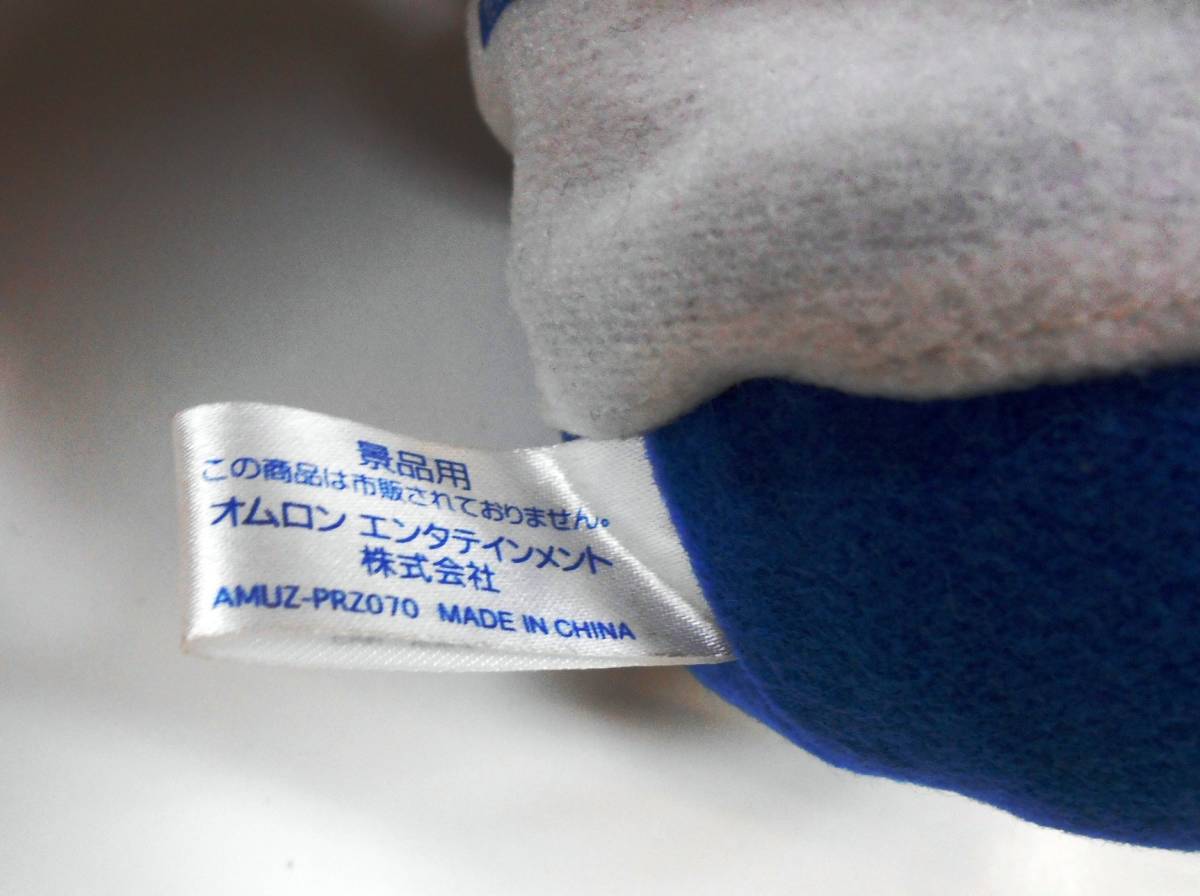 景品用
この商品は市販されておりません。
オムロン エンタテインメント
株式会社
AMUZ-PRZ070 MADE IN CHINA